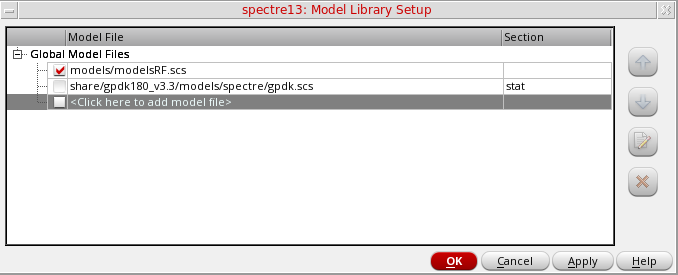 spectre13: Model Library Setup
Model File Section
Global Model Files
models/modelsRF.scs
share/gpdk180_v3.3/models/spectre/gpdk.scs stat
<Click here to add model file>
OK Cancel Apply Help